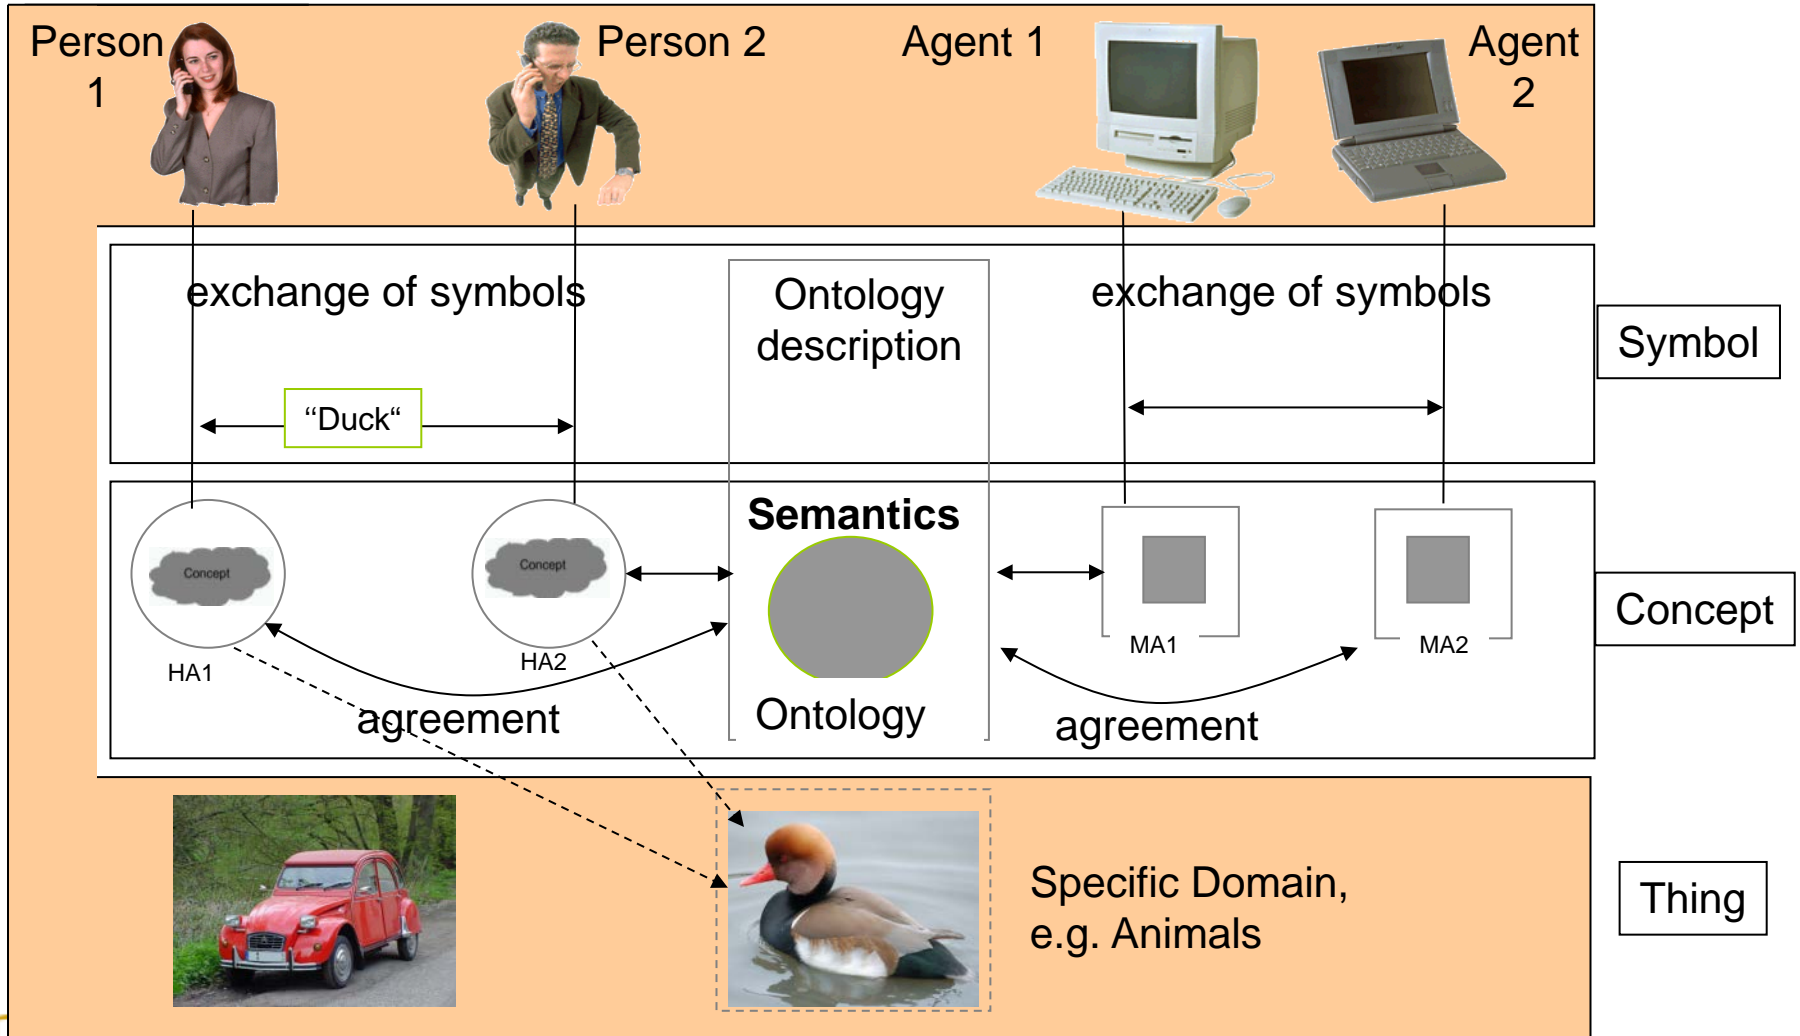 Person
1
Person 2
Agent 1
Agent
2
exchange of symbols
Ontology
description
exchange of symbols
Symbol
“Duck“
Semantics
Concept
Concept
Concept
HA1
HA2
MA1
MA2
agreement
Ontology
agreement
Specific Domain,
e.g. Animals
Thing